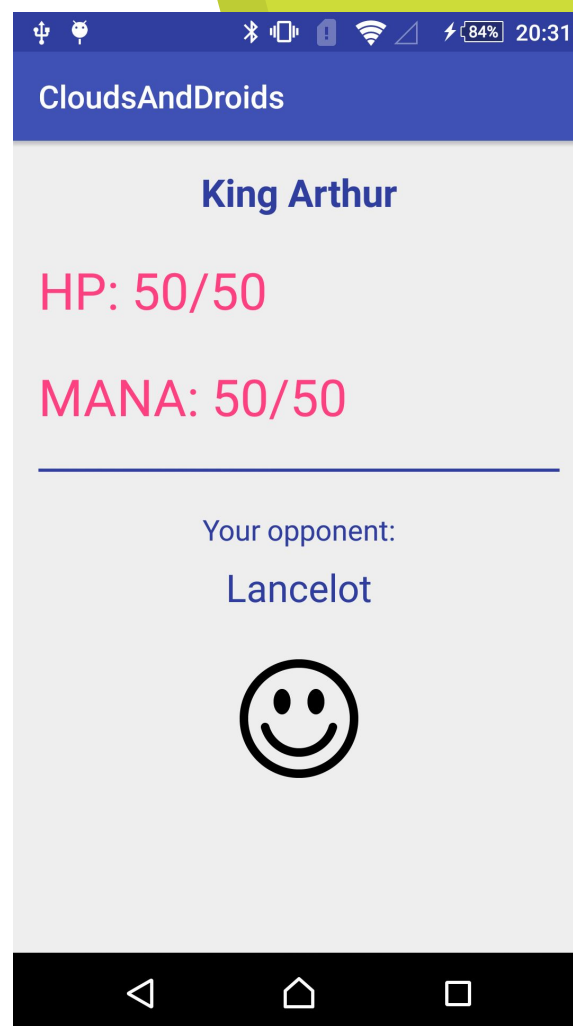 84% 20:31
CloudsAndDroids
King Arthur
HP: 50/50
MANA: 50/50
Your opponent:
Lancelot